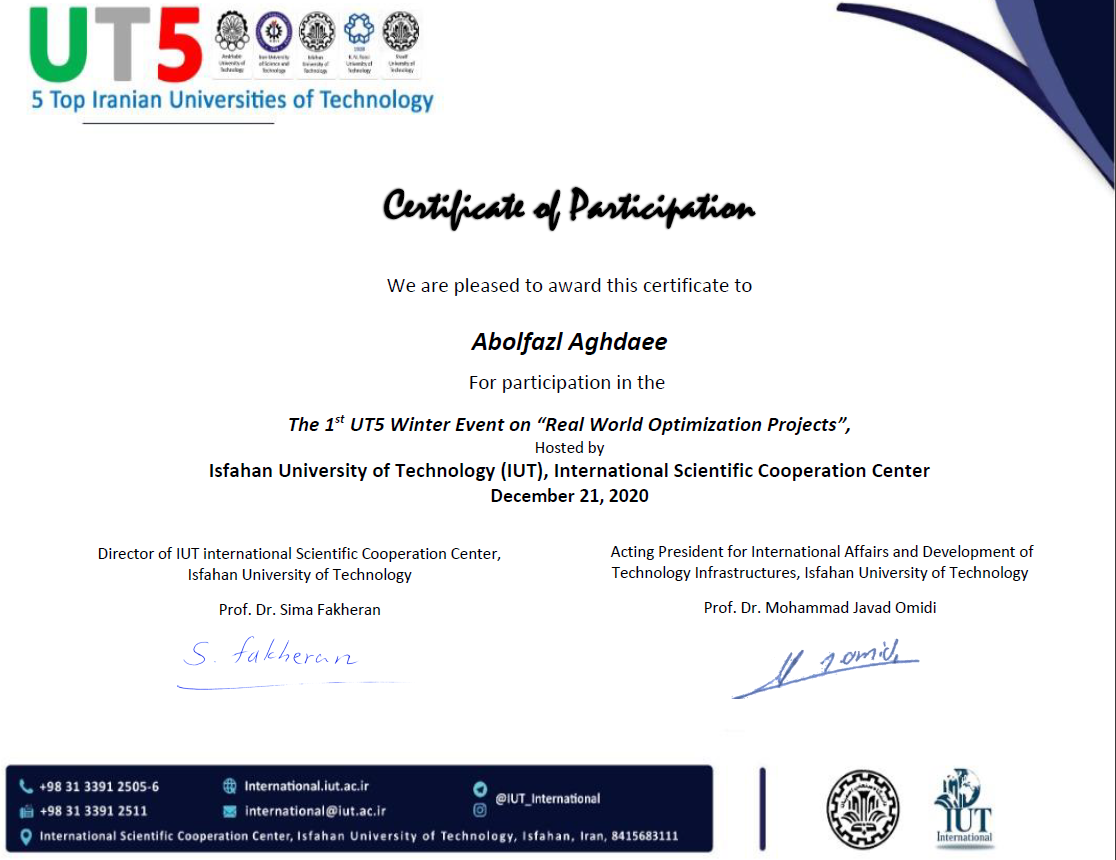 UT5
Amirkabir University of Technology
Iran University of Science and Technology
Isfahan University of Technology
K. N. Toosi University of Technology
Sharif University of Technology
5 Top Iranian Universities of Technology
Certificate of Participation
We are pleased to award this certificate to
Abolfazl Aghdaee
For participation in the
The 1st UT5 Winter Event on “Real World Optimization Projects”,
Hosted by
Isfahan University of Technology (IUT), International Scientific Cooperation Center
December 21, 2020
Director of IUT international Scientific Cooperation Center,
Isfahan University of Technology
Prof. Dr. Sima Fakheran
S. fakheran
Acting President for International Affairs and Development of
Technology Infrastructures, Isfahan University of Technology
Prof. Dr. Mohammad Javad Omidi
+98 31 3391 2505-6
International.iut.ac.ir
@IUT_International
+98 31 3391 2511
international@iut.ac.ir
International Scientific Cooperation Center, Isfahan University of Technology, Isfahan, Iran, 8415683111
IUT
International